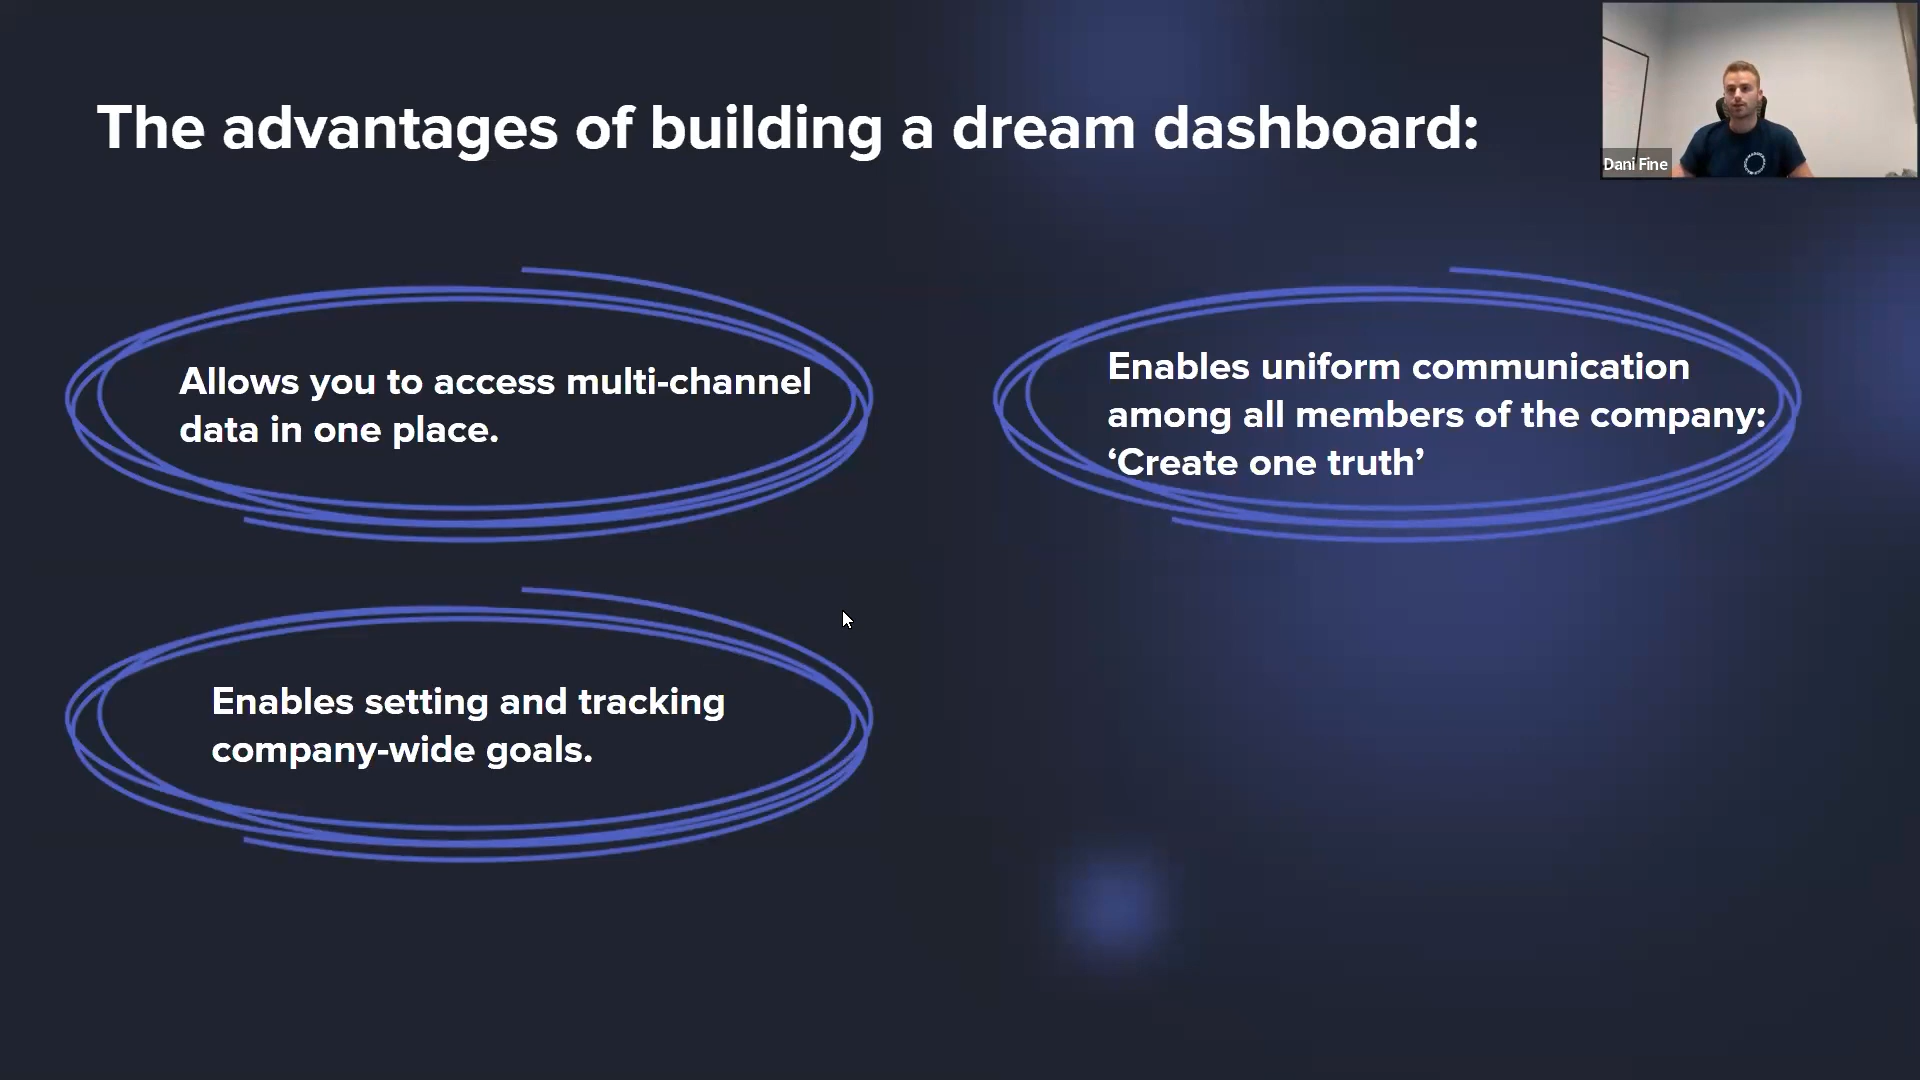 The advantages of building a dream dashboard:
Dani Fine
Allows you to access multi-channel
data in one place.
Enables uniform communication
among all members of the company:
‘Create one truth’
Enables setting and tracking
company-wide goals.